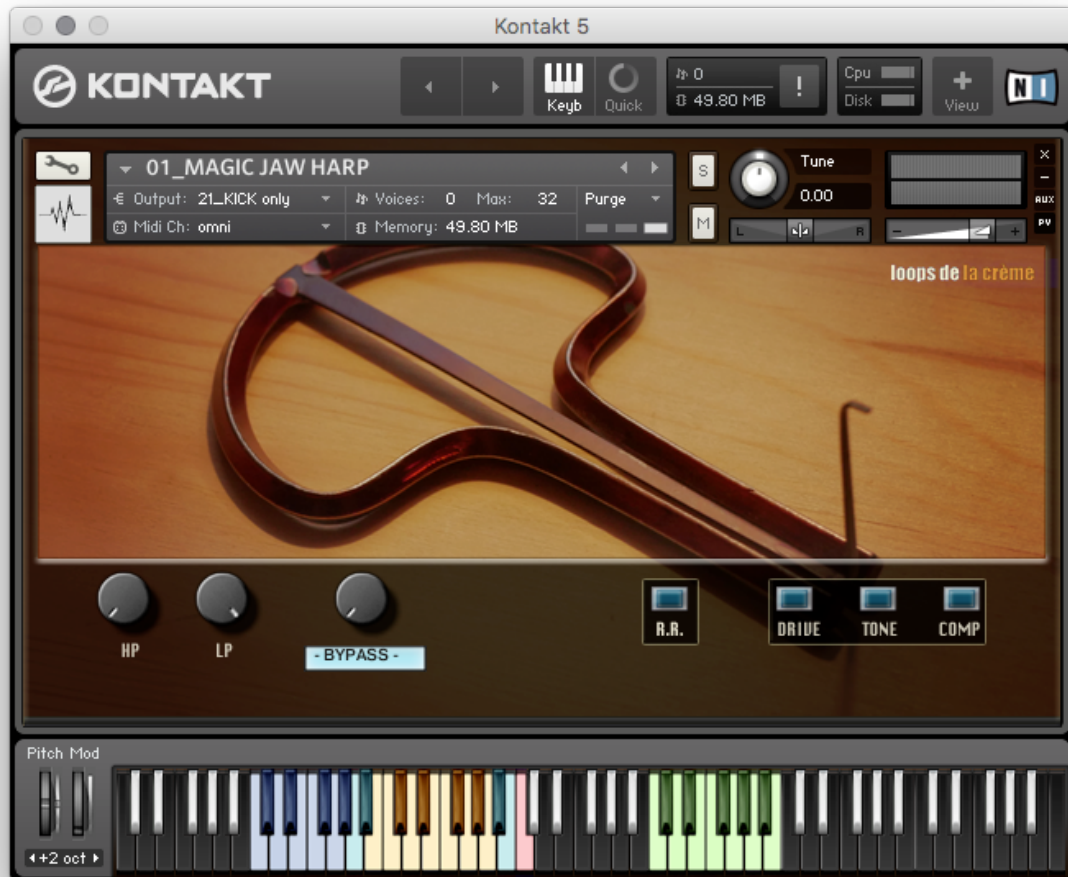 Kontakt 5
KONTAKT
Keyb
Quick
0
49.80 MB
!
Cpu
Disk
+
View
NI
01_MAGIC JAW HARP
Output: 21_KICK only
Voices: 0 Max: 32
Purge
Midi Ch: omni
Memory: 49.80 MB
S
M
Tune
0.00
L
R
-
+
×
-
AUX
PV
loops de la crème
HP
LP
- BYPASS -
R.R.
DRIVE
TONE
COMP
Pitch Mod
+2 oct